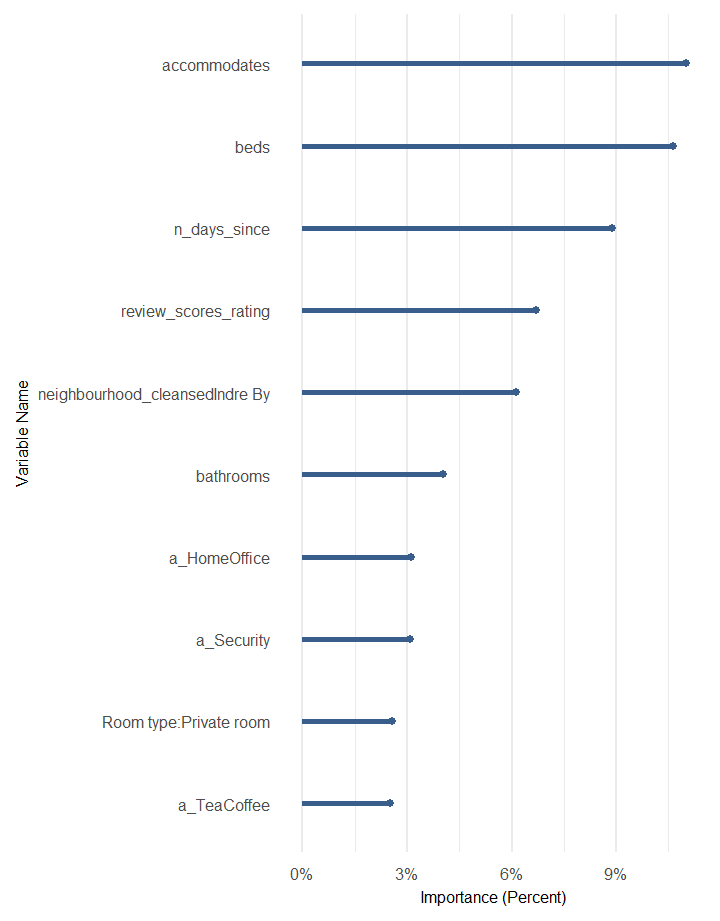 accommodates
beds
n_days_since
review_scores_rating
neighbourhood_cleansedIndre By
bathrooms
a_HomeOffice
a_Security
Room type:Private room
a_TeaCoffee
Variable Name
0% 3% 6% 9%
Importance (Percent)